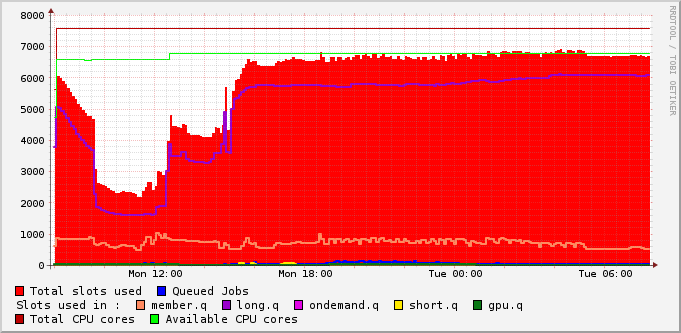 8000
7000
6000
5000
4000
3000
2000
1000
0
Mon 12:00 Mon 18:00 Tue 00:00 Tue 06:00
RRDTOOL / TOBI OETIKER
Total slots used Queued Jobs
Slots used in : member.q long.q ondemand.q short.q gpu.q
Total CPU cores Available CPU cores